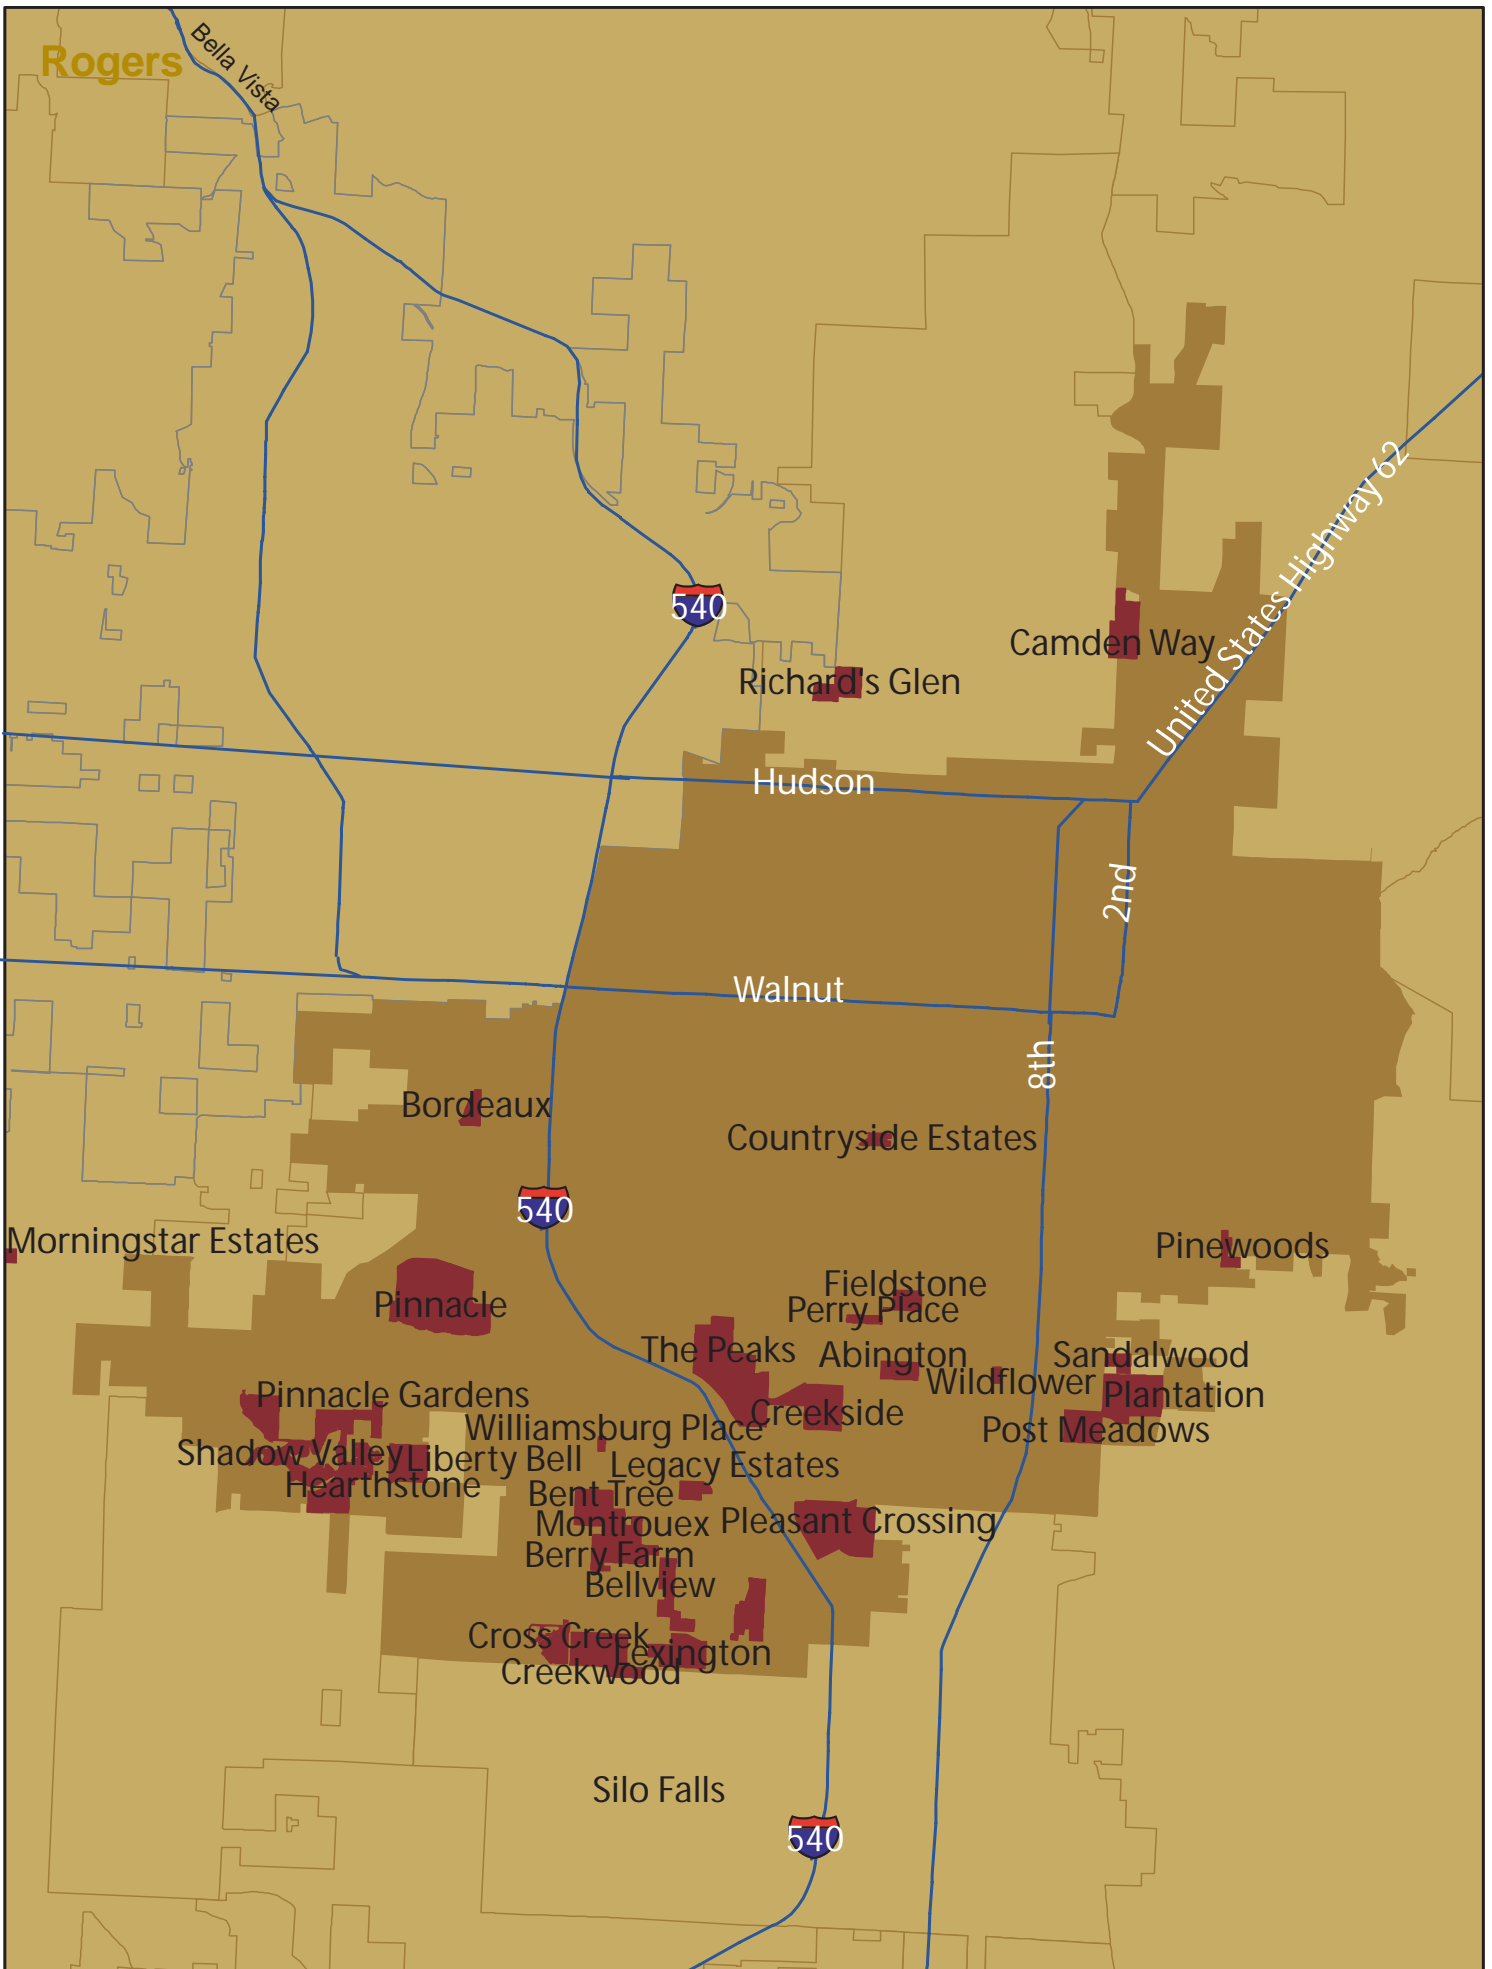 Bella Vista
Rogers
United States Highway 62
540
Camden Way
Richard's Glen
Hudson
2nd
Walnut
8th
Bordeaux
Countryside Estates
540
Morningstar Estates
Pinewoods
Fieldstone
Pinnacle
Perry Place
The Peaks
Abington
Sandalwood
Wildflower
Pinnacle Gardens
Plantation
Creekside
Williamsburg Place
Post Meadows
Shadow Valley
Liberty Bell
Legacy Estates
Hearthstone
Bent Tree
Montrouex
Pleasant Crossing
Berry Farm
Bellview
Cross Creek
Lexington
Creekwood
Silo Falls
540